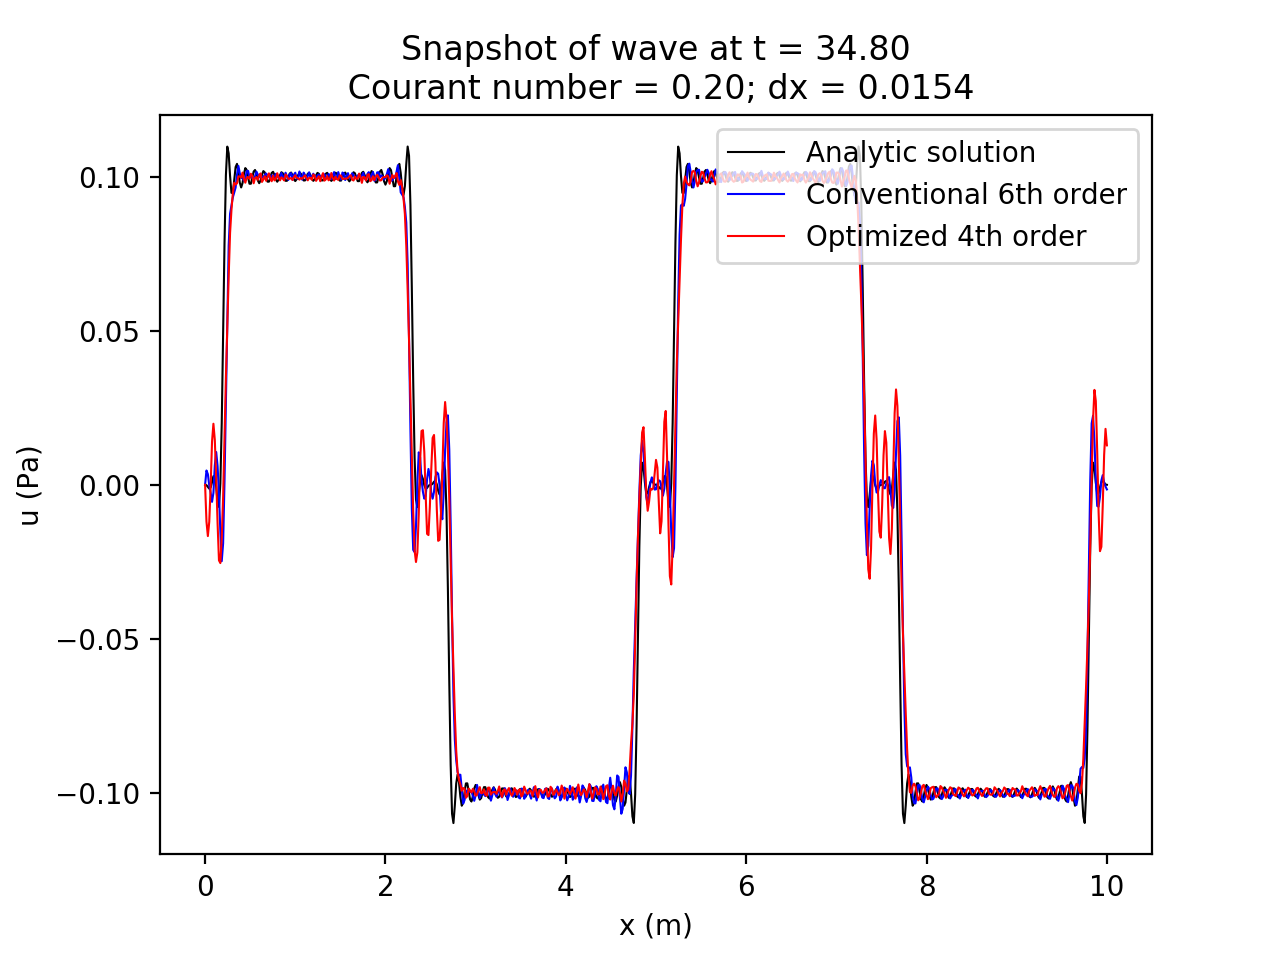 Snapshot of wave at t = 34.80
Courant number = 0.20; dx = 0.0154
Analytic solution
Conventional 6th order
Optimized 4th order
0.10
0.05
0.00
−0.05
−0.10
u (Pa)
0 2 4 6 8 10
x (m)